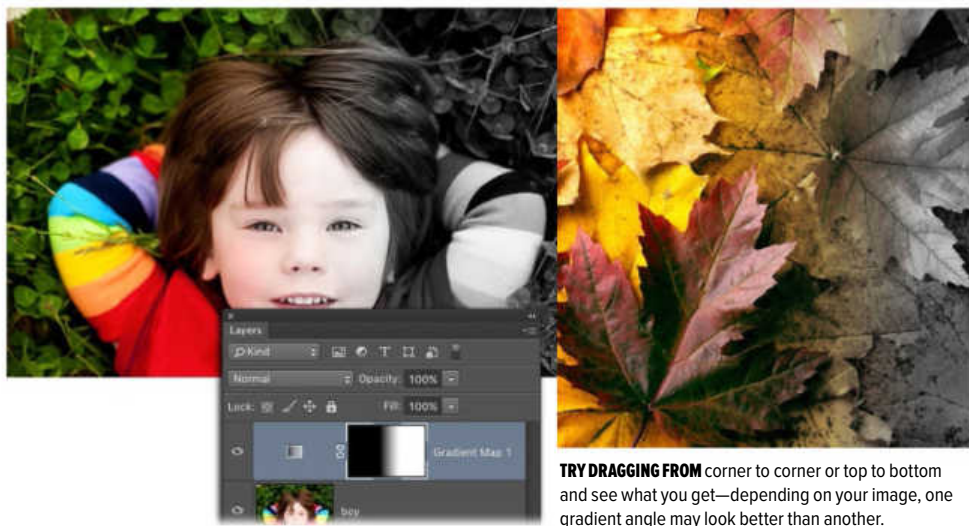 Layers
Kind
Normal
Opacity: 100%
Lock:
Fill: 100%
Gradient Map 1
boy
TRY DRAGGING FROM corner to corner or top to bottom
and see what you get—depending on your image, one
gradient angle may look better than another.